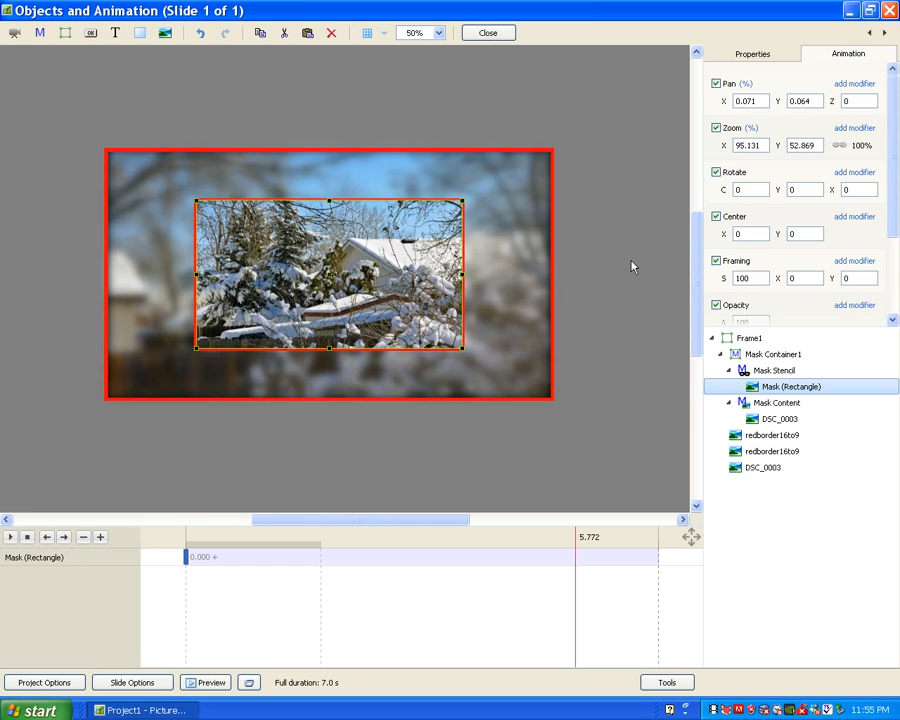 Objects and Animation (Slide 1 of 1)
M OK T 50% Close
Properties Animation
Pan (%) add modifier
X 0.071 Y 0.064 Z 0
Zoom (%) add modifier
X 95.131 Y 52.869 100%
Rotate add modifier
C 0 Y 0 X 0
Center add modifier
X 0 Y 0
Framing add modifier
S 100 X 0 Y 0
Opacity add modifier
A 100
Frame1
M Mask Container1
M Mask Stencil
Mask (Rectangle)
M Mask Content
DSC_0003
redborder16to9
redborder16to9
DSC_0003
5.772
Mask (Rectangle) 0.000 +
Project Options Slide Options Preview Full duration: 7.0 s Tools
start Project1 - Picture... 11:55 PM